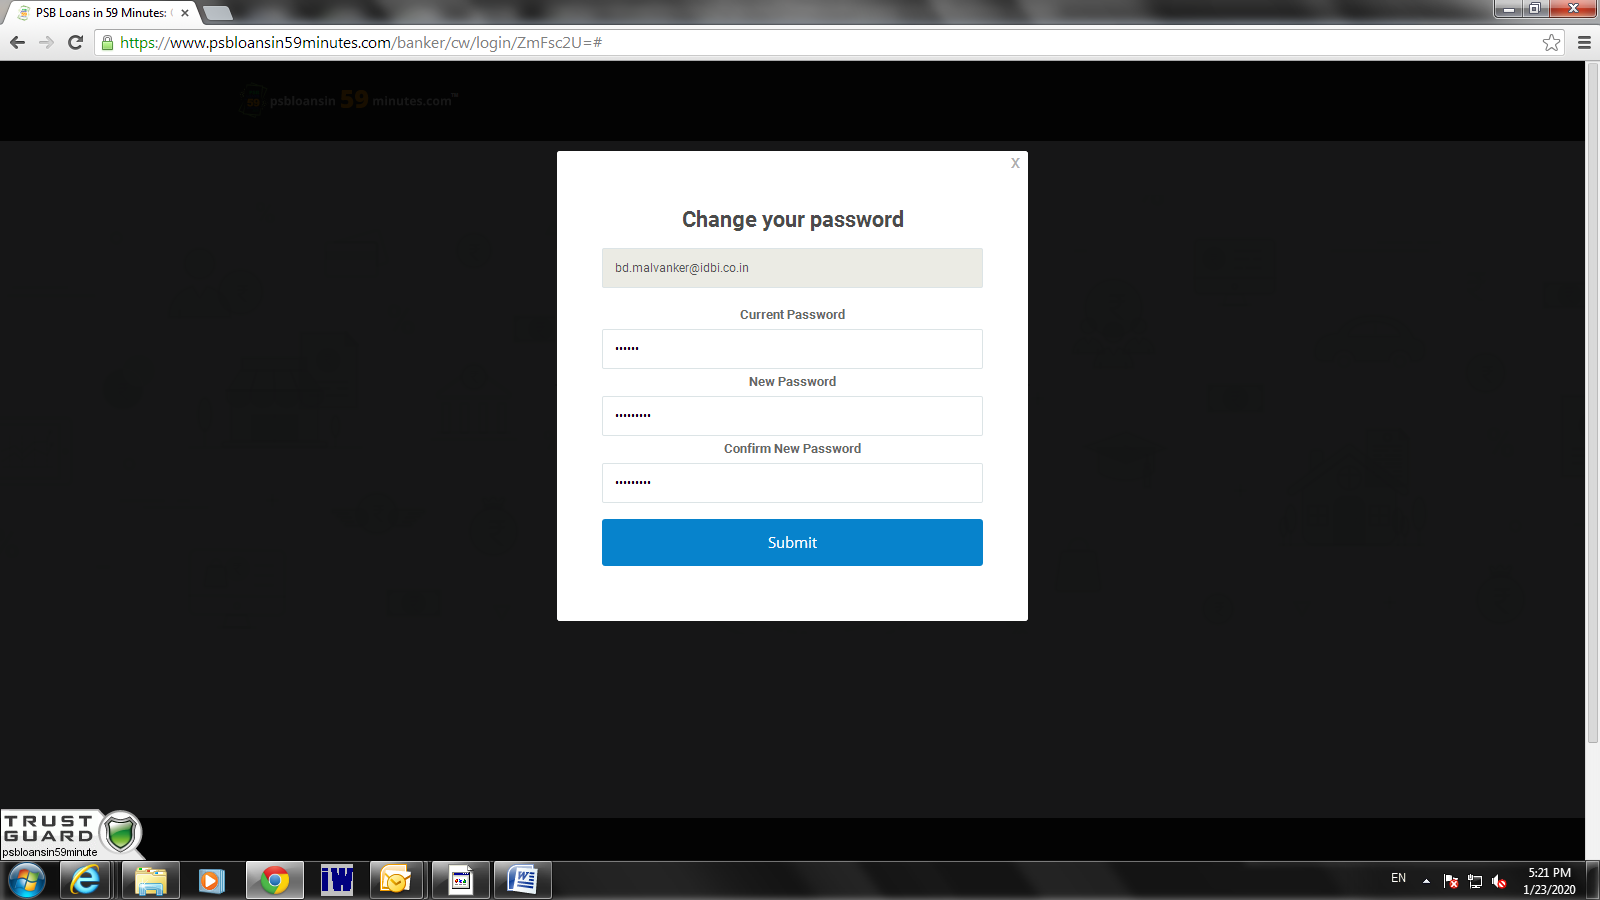 PSB Loans in 59 Minutes:
https://www.psbloansin59minutes.com/banker/cw/login/ZmFsc2U=#
psbloansin 59 minutes.com™
X
Change your password
bd.malvanker@idbi.co.in
Current Password
••••••
New Password
•••••••••
Confirm New Password
•••••••••
Submit
TRUST
GUARD
psbloansin59minute
iW
EN
5:21 PM
1/23/2020